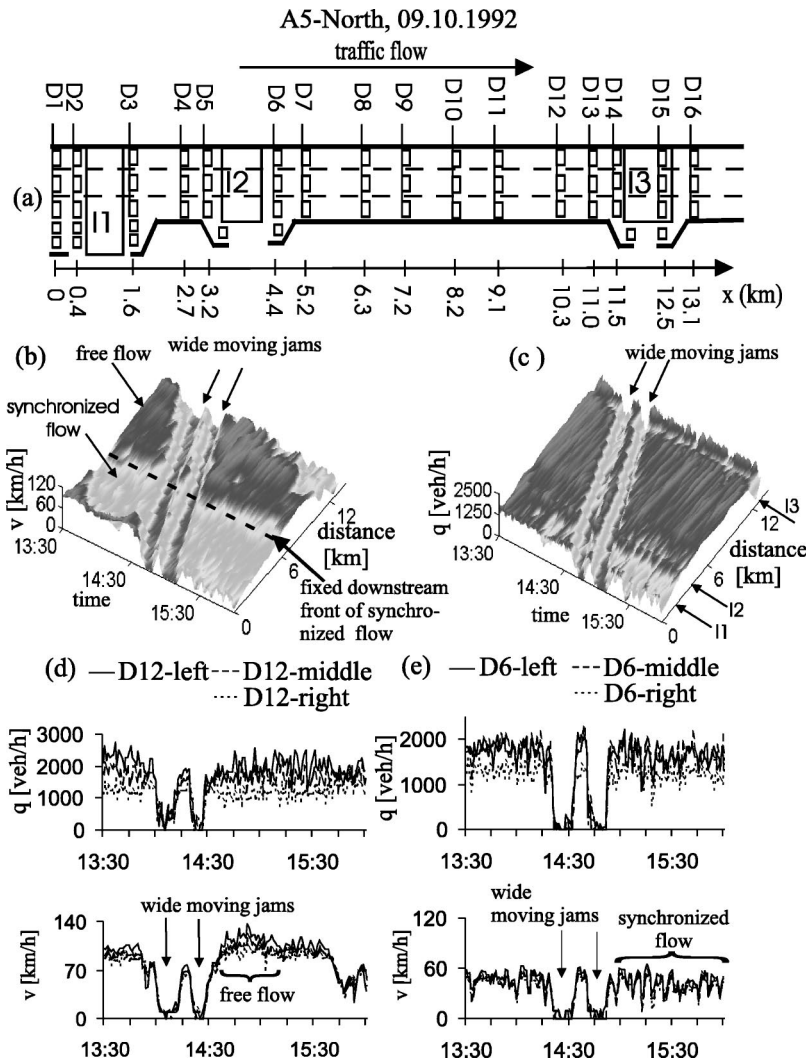 A5-North, 09.10.1992
traffic flow
D1 D2 D3 D4 D5 D6 D7 D8 D9 D10 D11 D12 D13 D14 D15 D16
(a)
I1 I2 I3
0 0.4 1.6 2.7 3.2 4.4 5.8 6.3 7.2 8.2 9.1 10.3 11.0 11.5 12.5 13.1
x (km)
(b)
free flow
wide moving jams
synchronized
flow
v [km/h]
120
60
0
13:30
14:30
15:30
time
0
6
12
distance
[km]
fixed downstream
front of synchro-
nized flow
(c)
wide moving jams
q [veh/h]
2500
1250
0
13:30
14:30
15:30
time
0
6
12
distance
[km]
I1
I2
I3
(d)
D12-left D12-middle
D12-right
q [veh/h]
3000
2000
1000
0
13:30 14:30 15:30
wide moving jams
v [km/h]
140
70
0
free flow
13:30 14:30 15:30
(e)
D6-left D6-middle
D6-right
q [veh/h]
2000
1000
0
13:30 14:30 15:30
wide
moving jams
synchronized
flow
v [km/h]
120
60
0
13:30 14:30 15:30